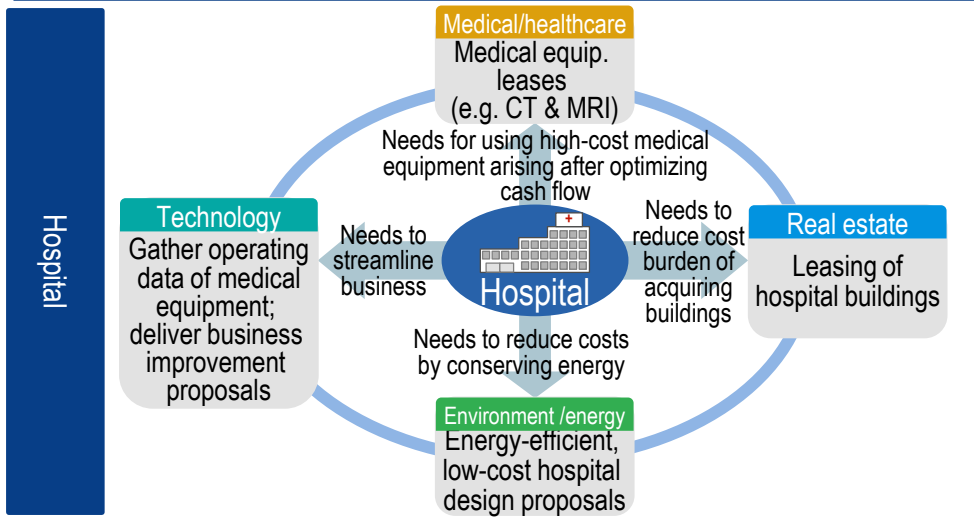 Hospital
Medical/healthcare
Medical equip.
leases
(e.g. CT & MRI)
Needs for using high-cost medical
equipment arising after optimizing
cash flow
Technology
Gather operating
data of medical
equipment;
deliver business
improvement
proposals
Needs to
streamline
business
Hospital
Needs to
reduce cost
burden of
acquiring
buildings
Real estate
Leasing of
hospital buildings
Needs to reduce costs
by conserving energy
Environment /energy
Energy-efficient,
low-cost hospital
design proposals